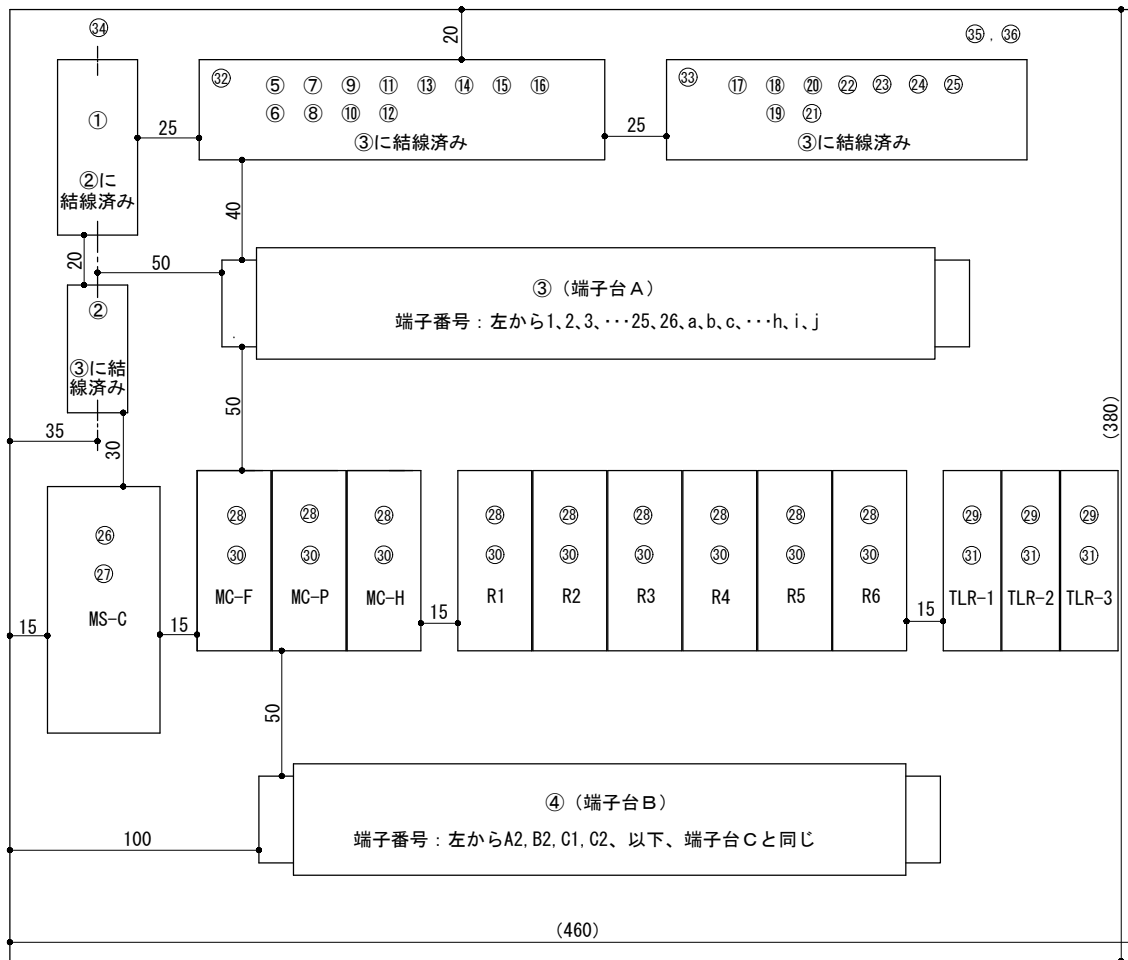 ㉞
20
㉟ , ㊱
①
②に
結線済み
25
㉜ ⑤ ⑦ ⑨ ⑪ ⑬ ⑭ ⑮ ⑯
⑥ ⑧ ⑩ ⑫
③に結線済み
25
㉝ ⑰ ⑱ ⑳ ㉒ ㉓ ㉔ ㉕
⑲ ㉑
③に結線済み
40
20
50
②
③に結
線済み
③ (端子台A)
端子番号:左から1、2、3、・・・25、26、a、b、c、・・・h、i、j
35
30
50
(380)
㉖
㉗
MS-C
15
15
㉘ ㉘ ㉘
㉚ ㉚ ㉚
MC-F MC-P MC-H
15
㉘ ㉘ ㉘ ㉘ ㉘ ㉘
㉚ ㉚ ㉚ ㉚ ㉚ ㉚
R1 R2 R3 R4 R5 R6
15
㉙ ㉙ ㉙
㉛ ㉛ ㉛
TLR-1 TLR-2 TLR-3
50
④ (端子台B)
端子番号:左からA2,B2,C1,C2、以下、端子台Cと同じ
100
(460)